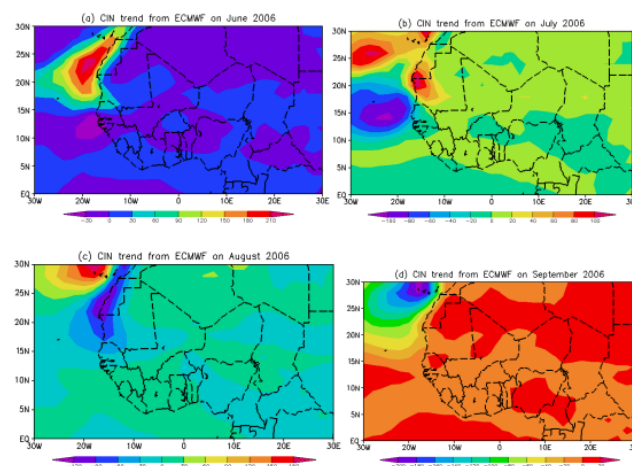 (a) CIN trend from ECMWF on June 2006
30N
25N
20N
15N
10N
5N
EQ
30W 20W 10W 0 10E 20E 30E
-30 0 30 60 90 120 150 180 210
(b) CIN trend from ECMWF on July 2006
30N
25N
20N
15N
10N
5N
EQ
30W 20W 10W 0 10E 20E 30E
-80 -60 -40 -20 0 20 40 60 80 100
(c) CIN trend from ECMWF on August 2006
30N
25N
20N
15N
10N
5N
EQ
30W 20W 10W 0 10E 20E 30E
(d) CIN trend from ECMWF on September 2006
30N
25N
20N
15N
10N
5N
EQ
30W 20W 10W 0 10E 20E